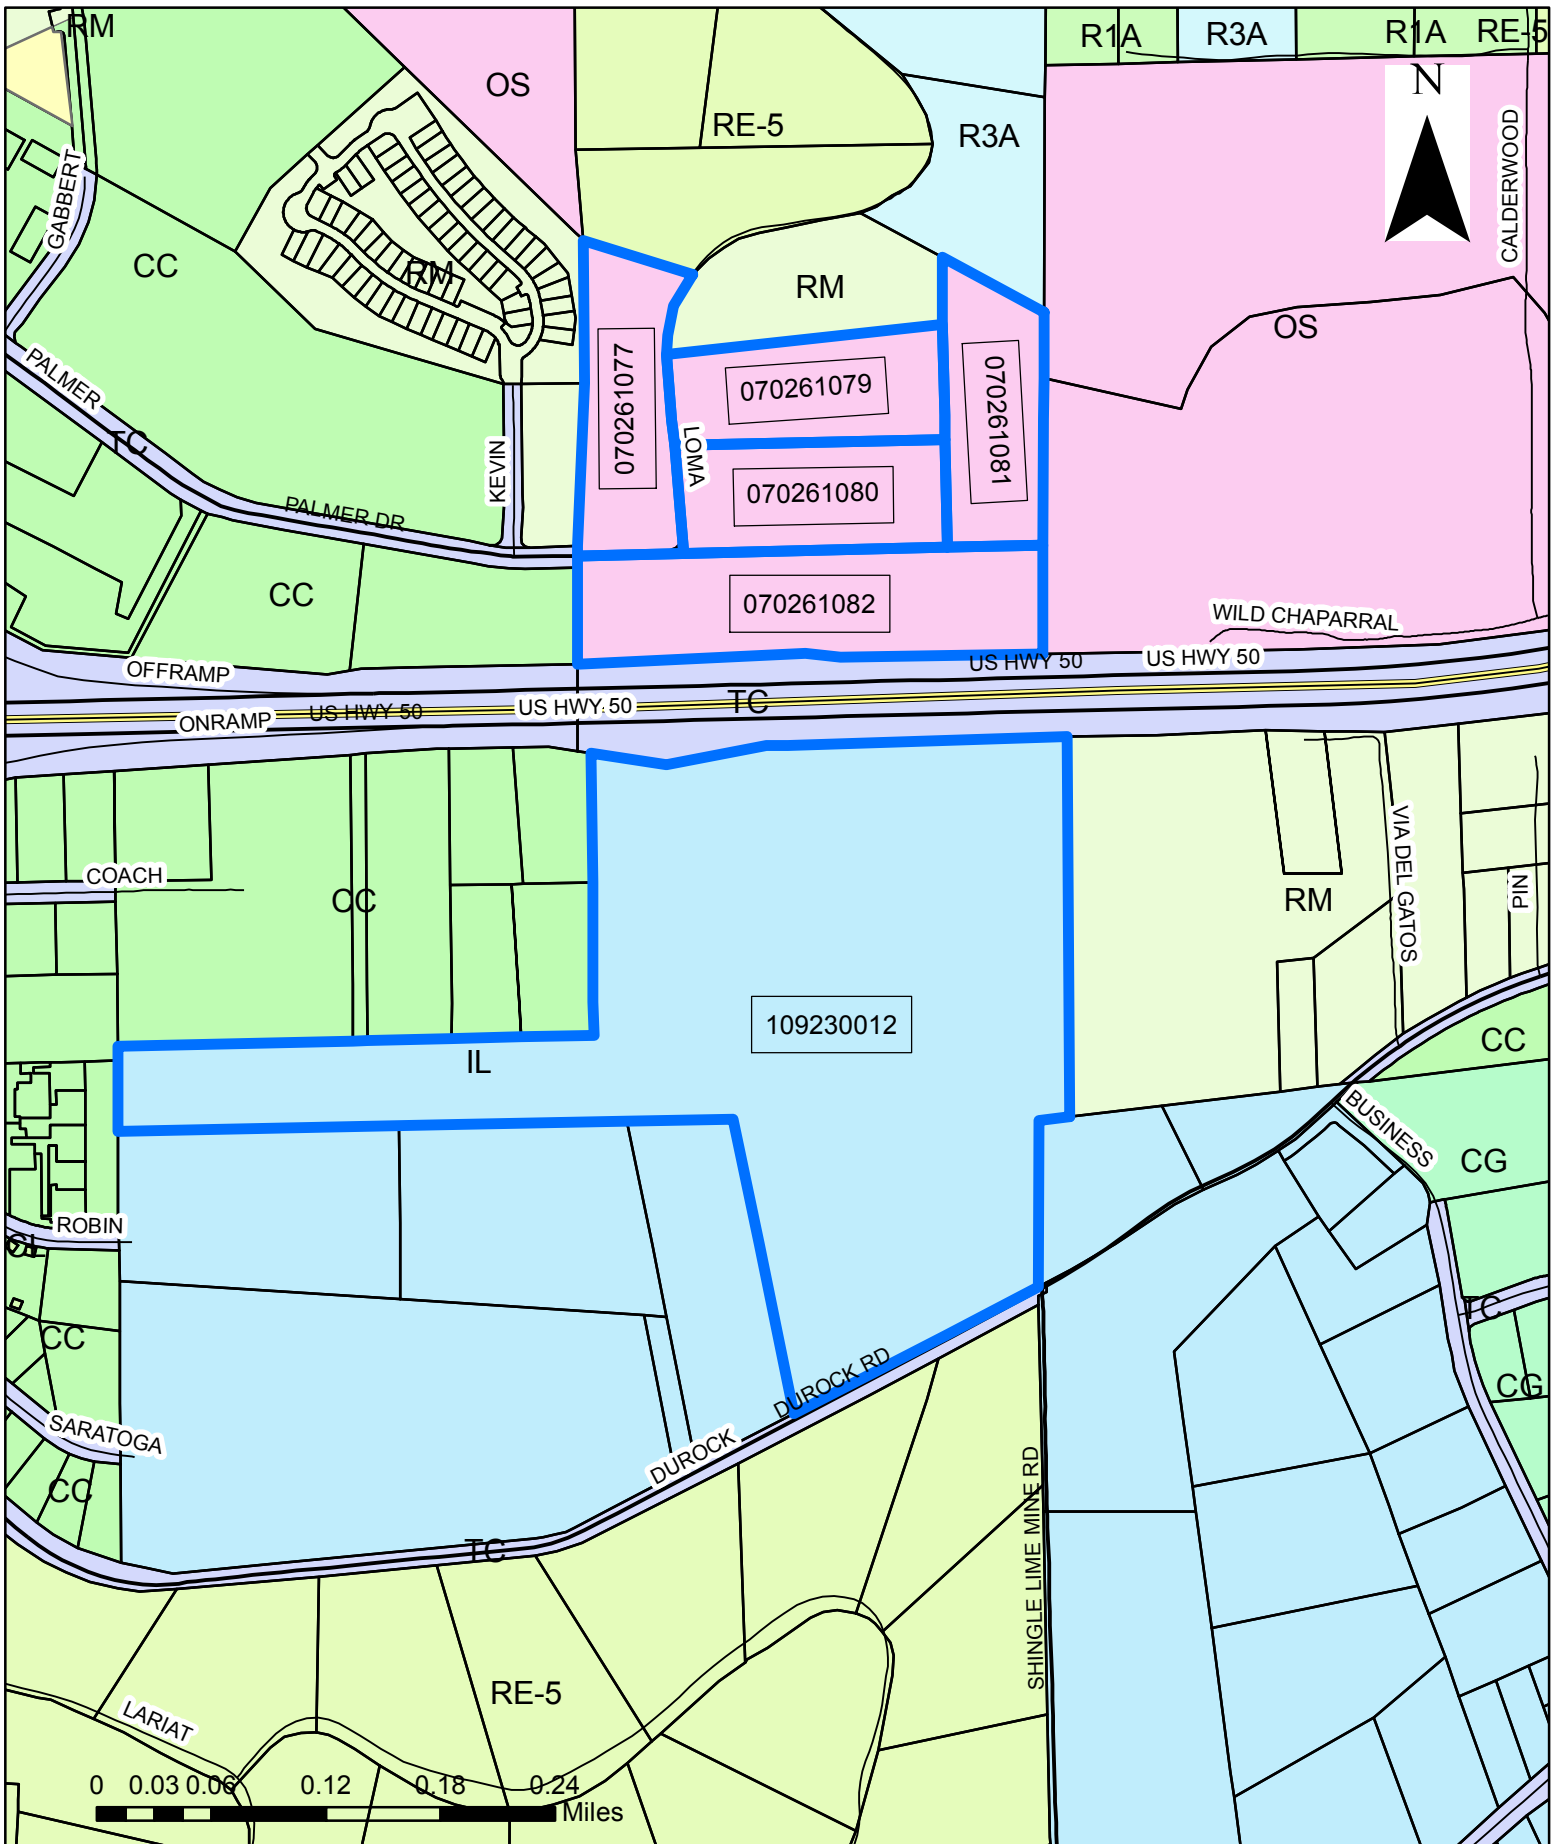 RM
R1A
R3A
R1A
RE-5
OS
N
RE-5
R3A
CALDERWOOD
GABBERT
CC
RM
RM
OS
PALMER
070261077
070261079
070261081
TC
KEVIN
LOMA
070261080
PALMER DR
CC
070261082
WILD CHAPARRAL
OFFRAMP
US HWY 50
US HWY 50
ONRAMP
US HWY 50
US HWY 50
TC
COACH
CC
VIA DEL GATOS
RM
PIN
109230012
CC
IL
BUSINESS
CG
ROBIN
CL
TC
CC
DUROCK RD
CG
SARATOGA
DUROCK
CC
SHINGLE LIME MINE RD
TC
RE-5
LARIAT
0 0.03 0.06 0.12 0.18 0.24
Miles